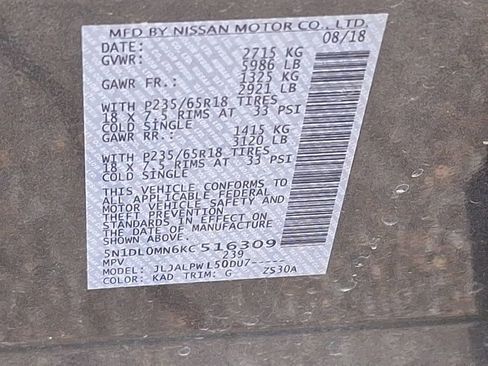 MFD BY NISSAN MOTOR CO., LTD.
DATE: 08/18
GVWR: 2715 KG
5986 LB
GAWR FR.: 1325 KG
2921 LB
WITH P235/65R18 TIRES
18 X 7.5 RIMS AT 33 PSI
COLD SINGLE
GAWR RR.: 1415 KG
3120 LB
WITH P235/65R18 TIRES
18 X 7.5 RIMS AT 33 PSI
COLD SINGLE
THIS VEHICLE CONFORMS TO
ALL APPLICABLE FEDERAL
MOTOR VEHICLE SAFETY AND
THEFT PREVENTION
STANDARDS IN EFFECT ON
THE DATE OF MFR. SHOWN
ABOVE.
5N1DL0MN6KC516309
MPV 239
MODEL: JLJALPWL50DU7-----
COLOR: KAD TRIM: G ZS30A